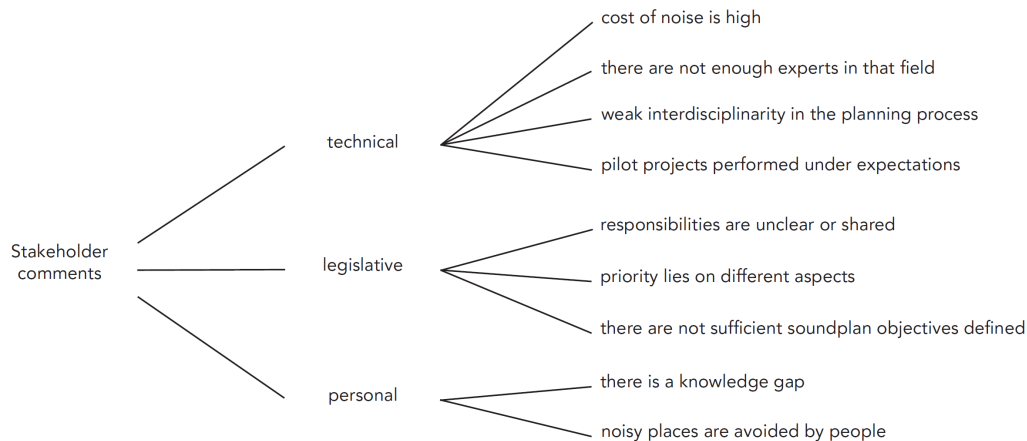 Stakeholder
comments
technical
cost of noise is high
there are not enough experts in that field
weak interdisciplinarity in the planning process
pilot projects performed under expectations
legislative
responsibilities are unclear or shared
priority lies on different aspects
there are not sufficient soundplan objectives defined
personal
there is a knowledge gap
noisy places are avoided by people